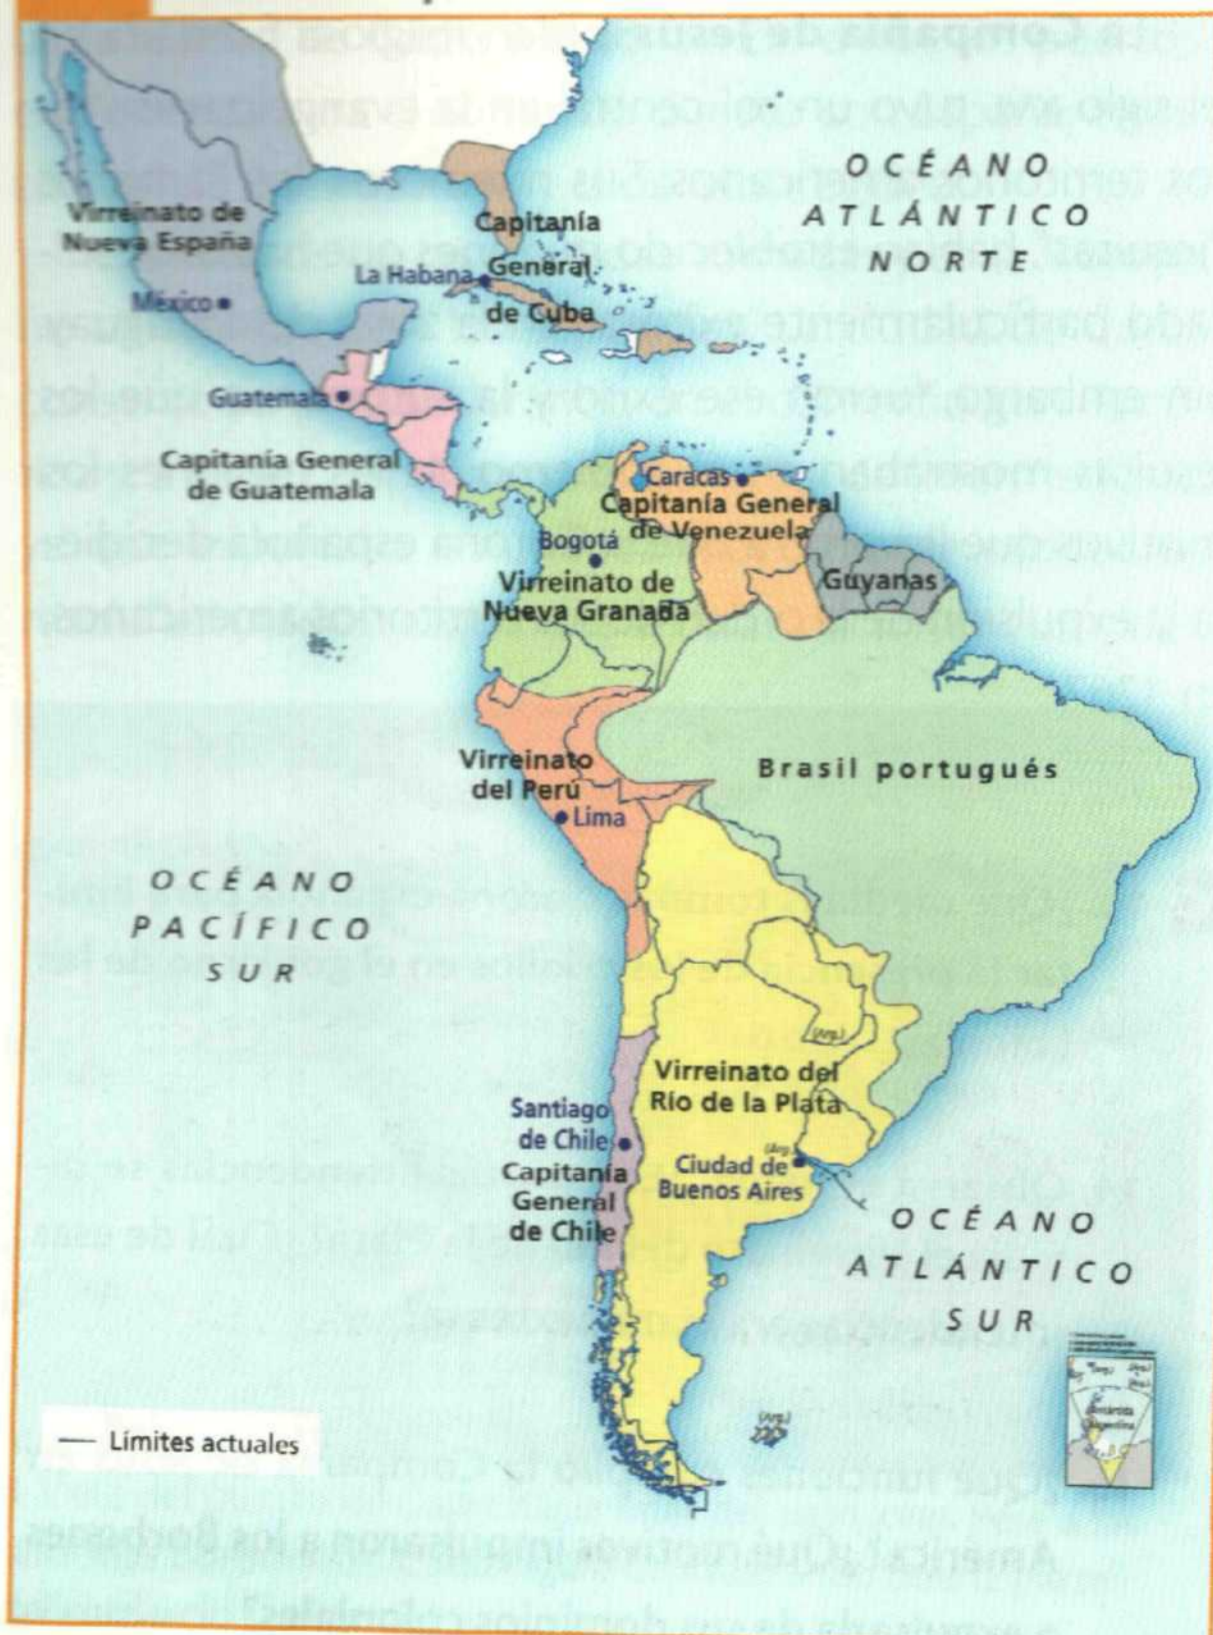 OCÉANO
ATLÁNTICO
NORTE
Virreinato de
Nueva España
México
Capitanía
General
de Cuba
La Habana
Guatemala
Capitanía General
de Guatemala
Caracas
Capitanía General
de Venezuela
Bogotá
Virreinato de
Nueva Granada
Guyanas
Virreinato
del Perú
Lima
Brasil portugués
OCÉANO
PACÍFICO
SUR
(Arg.)
Virreinato del
Río de la Plata
Santiago
de Chile
(Arg.)
Ciudad de
Buenos Aires
Capitanía
General
de Chile
OCÉANO
ATLÁNTICO
SUR
(Arg.)
Límites actuales